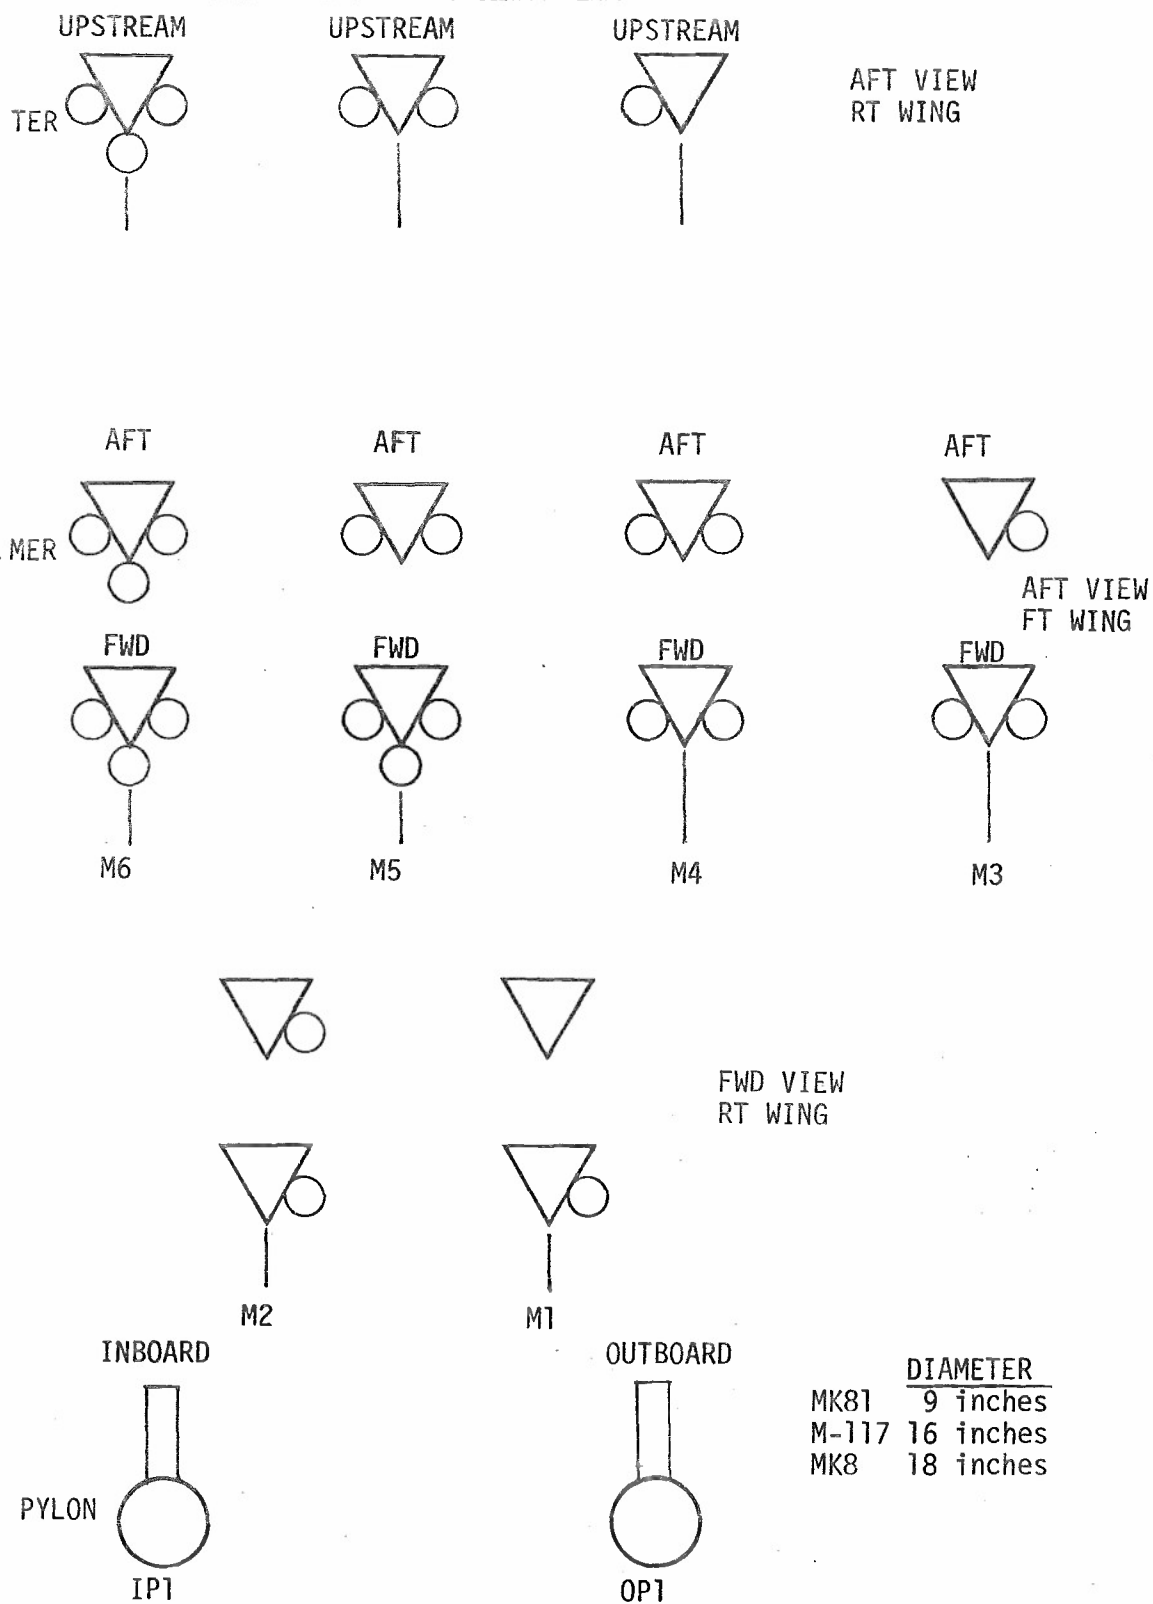 UPSTREAM UPSTREAM UPSTREAM
AFT VIEW
RT WING
TER
AFT AFT AFT AFT
MER
AFT VIEW
FT WING
FWD FWD FWD FWD
M6 M5 M4 M3
FWD VIEW
RT WING
M2 M1
INBOARD OUTBOARD
DIAMETER
MK81 9 inches
M-117 16 inches
MK8 18 inches
PYLON
IP1 OP1